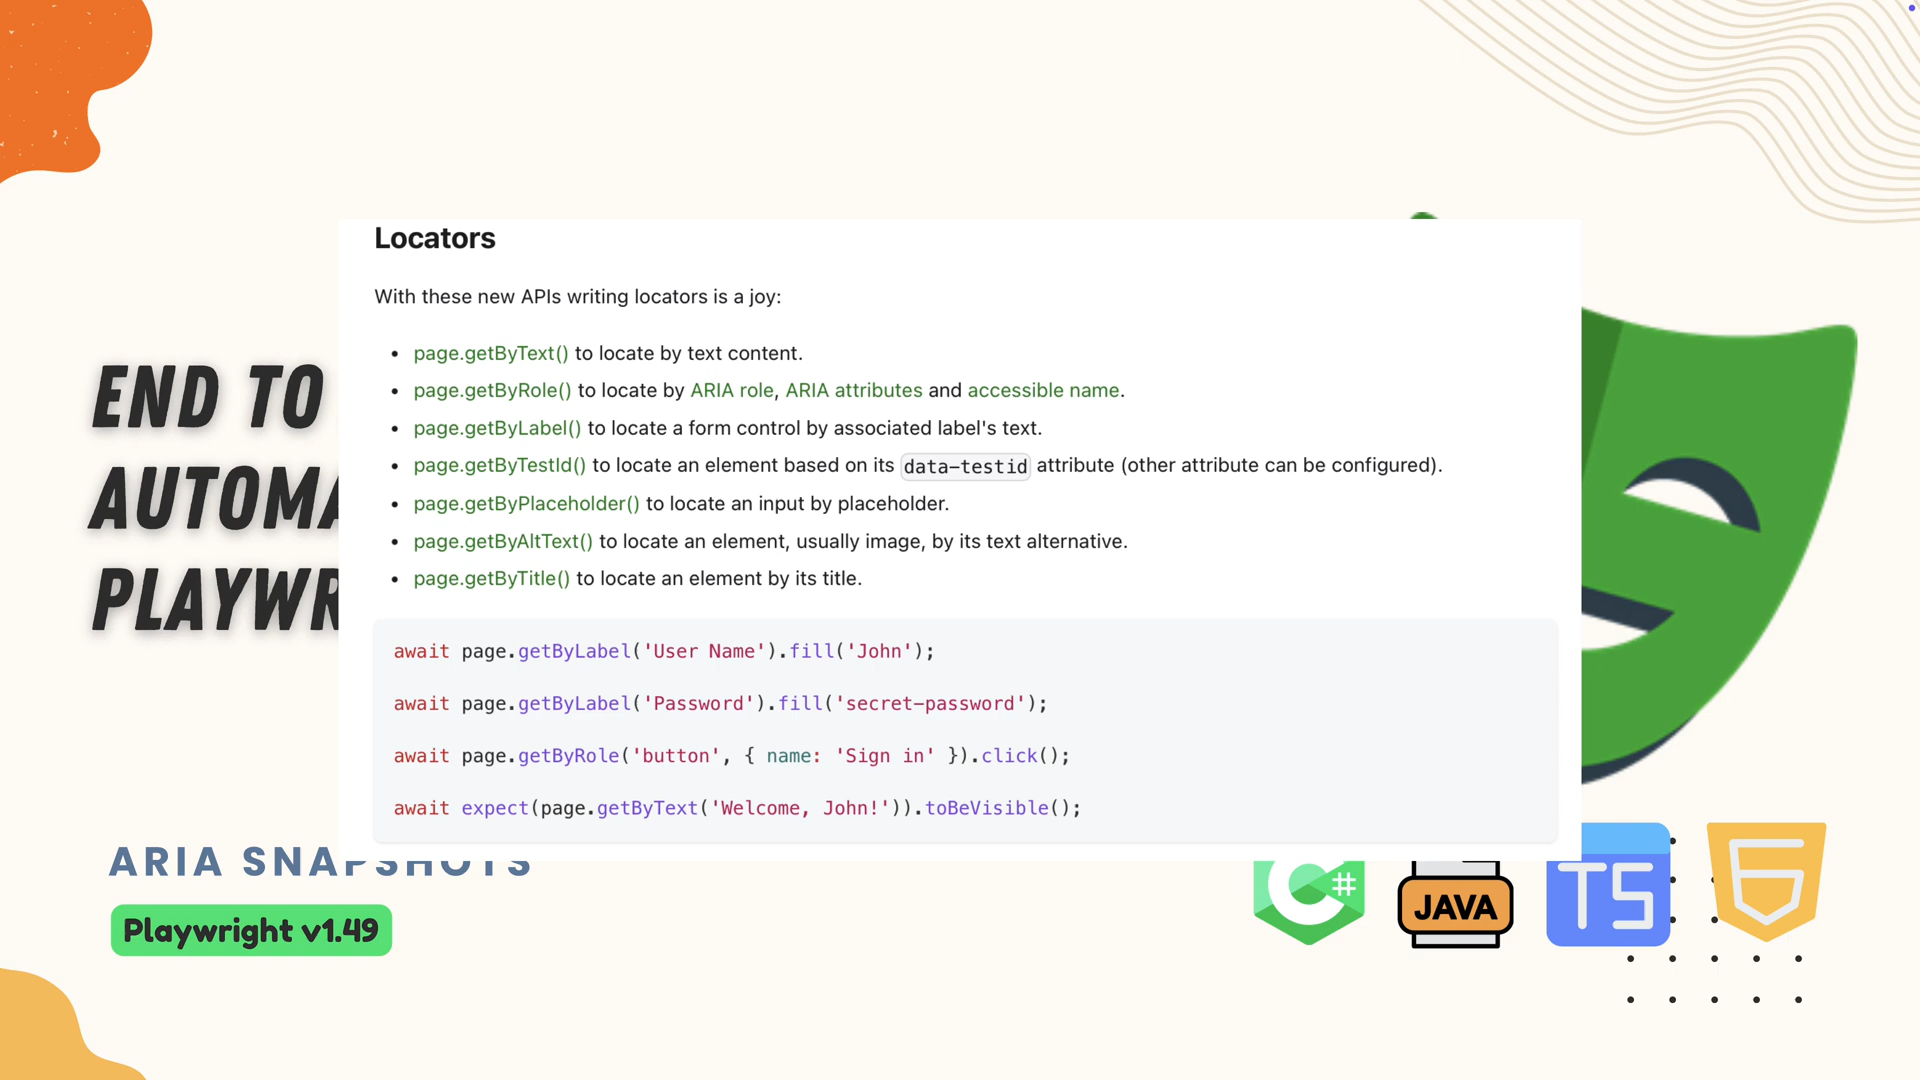 Locators
With these new APIs writing locators is a joy:
• page.getByText() to locate by text content.
• page.getByRole() to locate by ARIA role, ARIA attributes and accessible name.
• page.getByLabel() to locate a form control by associated label's text.
• page.getByTestId() to locate an element based on its data-testid attribute (other attribute can be configured).
• page.getByPlaceholder() to locate an input by placeholder.
• page.getByAltText() to locate an element, usually image, by its text alternative.
• page.getByTitle() to locate an element by its title.
await page.getByLabel('User Name').fill('John');
await page.getByLabel('Password').fill('secret-password');
await page.getByRole('button', { name: 'Sign in' }).click();
await expect(page.getByText('Welcome, John!')).toBeVisible();
END TO
AUTOMA
PLAYWR
ARIA SNAPSHOTS
Playwright v1.49
C#
JAVA
TS
5